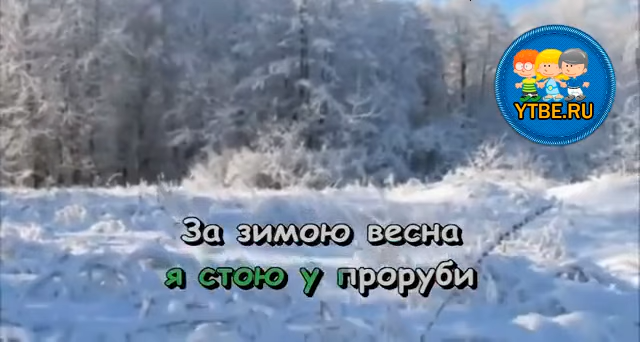 YTBE.RU
За зимою весна
я стою у проруби